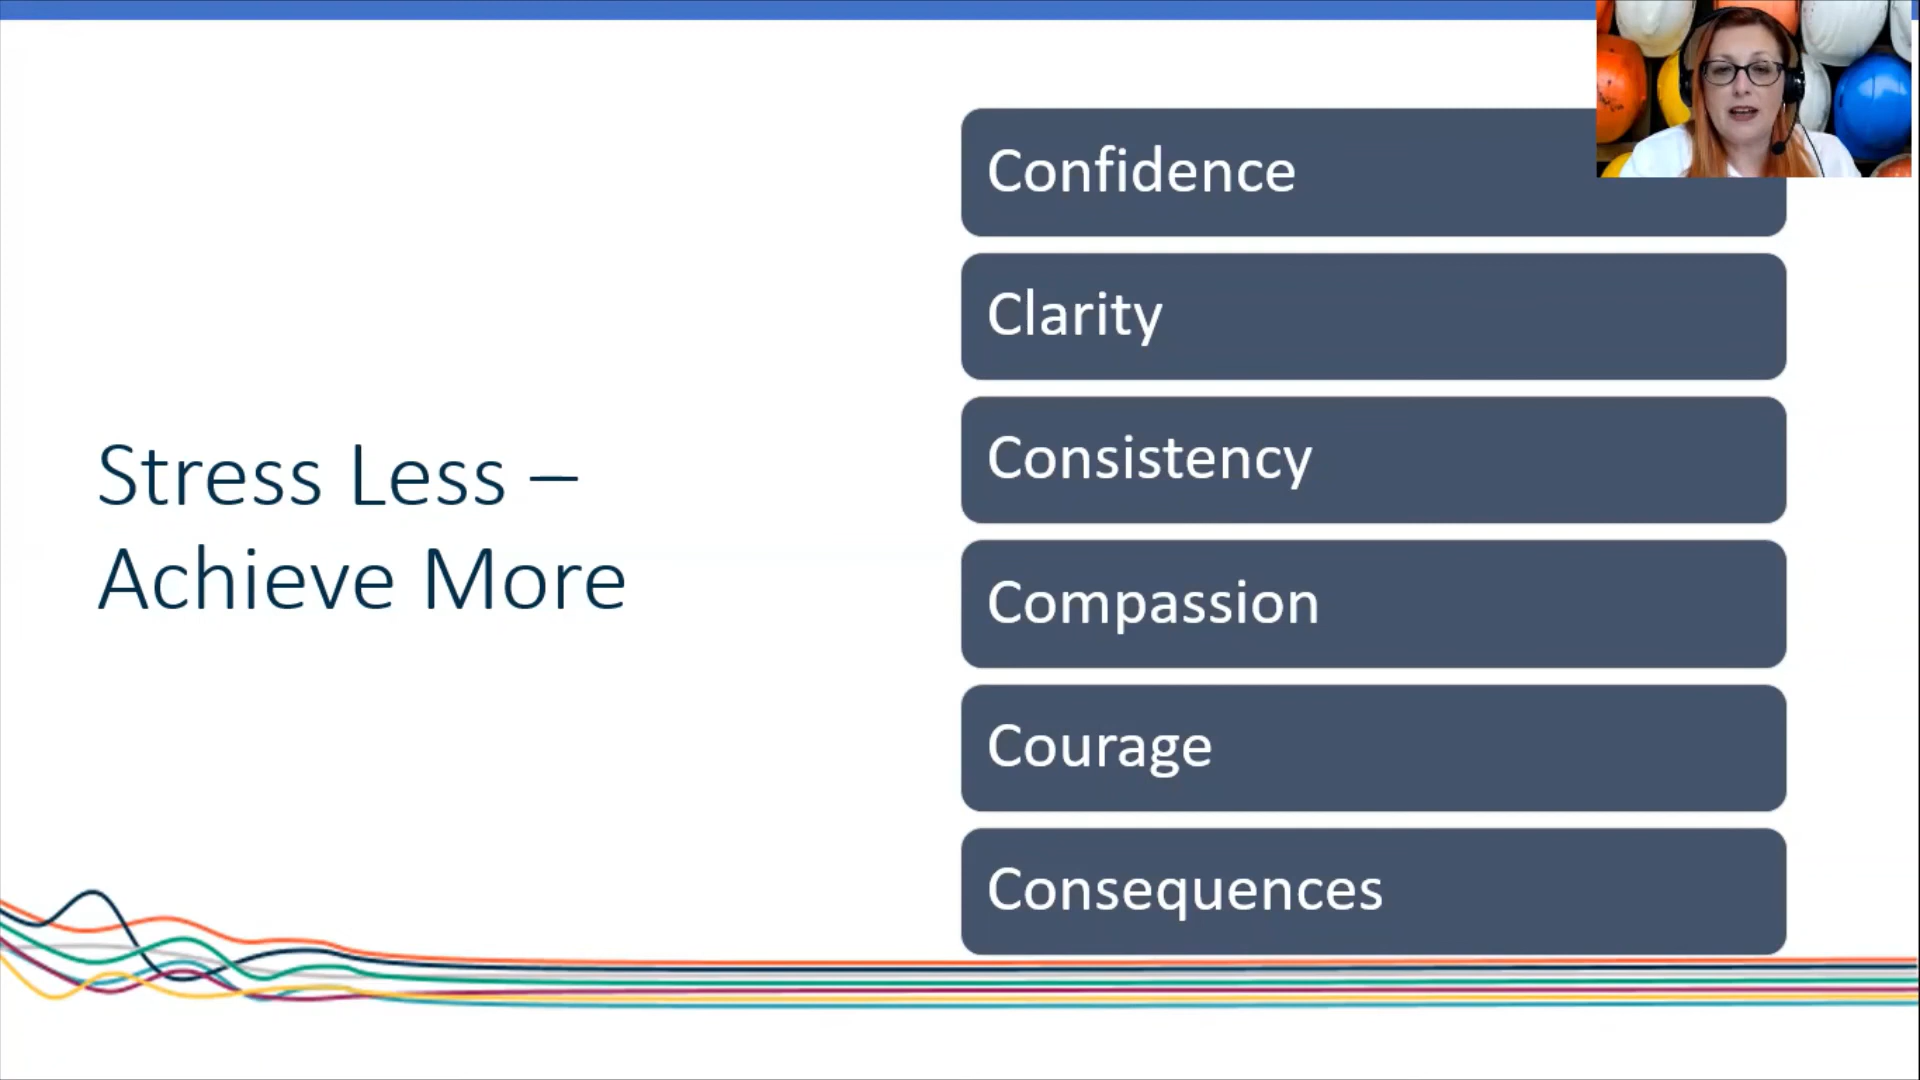 Stress Less –
Achieve More
Confidence
Clarity
Consistency
Compassion
Courage
Consequences